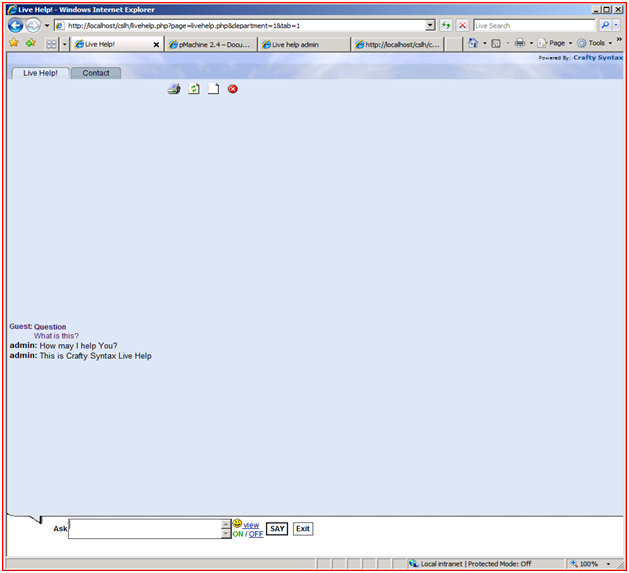 Live Help! - Windows Internet Explorer
http://localhost/cslh/livehelp.php?page=livehelp.php&department=1&tab=1
Live Search
Live Help!
pMachine 2.4 – Docu...
Live help admin
http://localhost/cslh/c...
Page
Tools
»
Powered By: Crafty Syntax
Live Help!
Contact
Guest: Question
What is this?
admin: How may I help You?
admin: This is Crafty Syntax Live Help
Ask
view
ON / OFF
SAY
Exit
Local intranet | Protected Mode: Off
100%